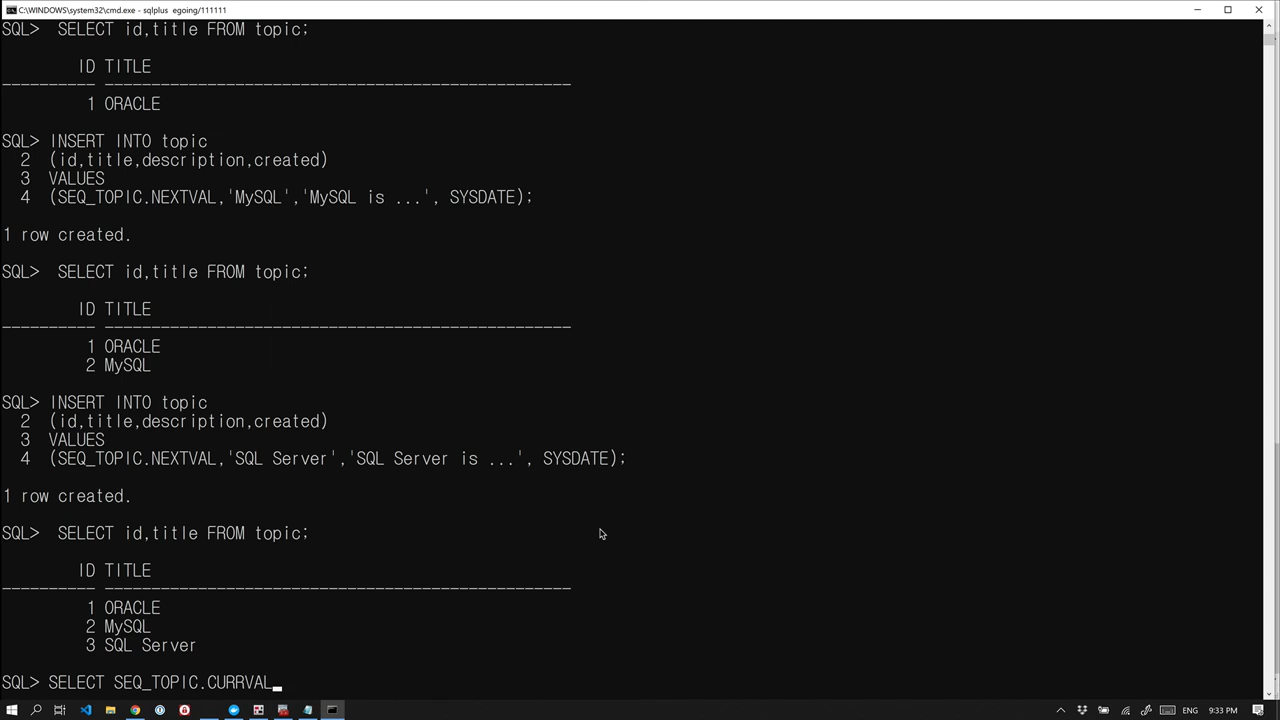 C:\WINDOWS\system32\cmd.exe - sqlplus  egoing/111111
SQL>  SELECT id,title FROM topic;
ID TITLE
---------- --------------------------------------------------
1 ORACLE
SQL> INSERT INTO topic
2  (id,title,description,created)
3  VALUES
4  (SEQ_TOPIC.NEXTVAL,'MySQL','MySQL is ...', SYSDATE);
1 row created.
SQL>  SELECT id,title FROM topic;
ID TITLE
---------- --------------------------------------------------
1 ORACLE
2 MySQL
SQL> INSERT INTO topic
2  (id,title,description,created)
3  VALUES
4  (SEQ_TOPIC.NEXTVAL,'SQL Server','SQL Server is ...', SYSDATE);
1 row created.
SQL>  SELECT id,title FROM topic;
ID TITLE
---------- --------------------------------------------------
1 ORACLE
2 MySQL
3 SQL Server
SQL> SELECT SEQ_TOPIC.CURRVAL
ENG 9:33 PM